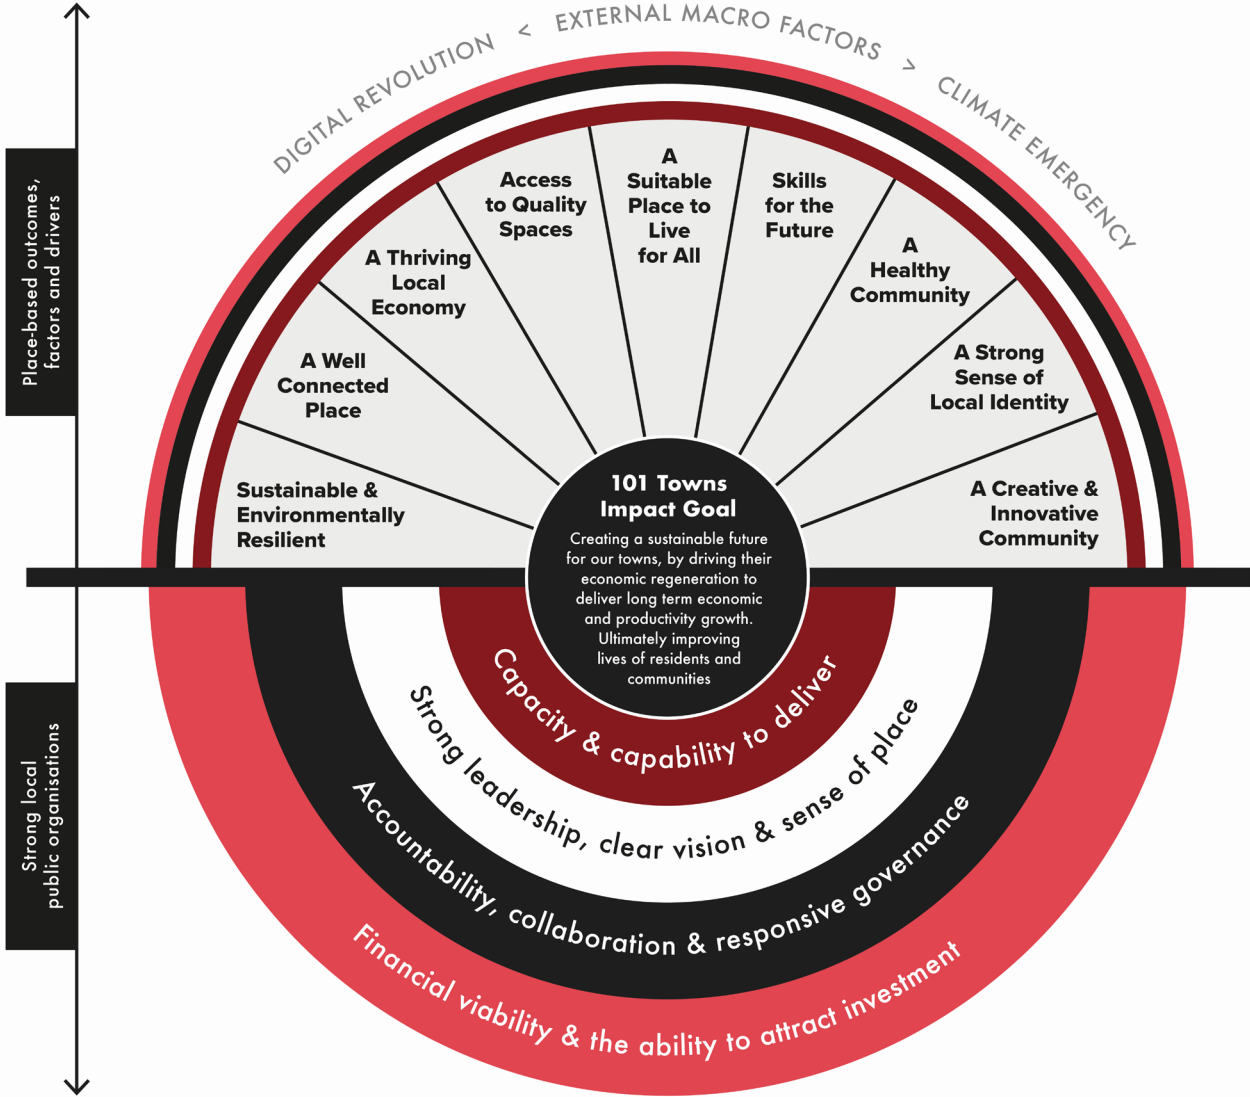 DIGITAL REVOLUTION < EXTERNAL MACRO FACTORS > CLIMATE EMERGENCY
Place-based outcomes,
factors and drivers
Sustainable &
Environmentally
Resilient
A Well
Connected
Place
A Thriving
Local
Economy
Access
to Quality
Spaces
A
Suitable
Place to
Live
for All
Skills
for the
Future
A
Healthy
Community
A Strong
Sense of
Local Identity
A Creative &
Innovative
Community
101 Towns
Impact Goal
Creating a sustainable future
for our towns, by driving their
economic regeneration to
deliver long term economic
and productivity growth.
Ultimately improving
lives of residents and
communities
Strong local
public organisations
Capacity & capability to deliver
Strong leadership, clear vision & sense of place
Accountability, collaboration & responsive governance
Financial viability & the ability to attract investment